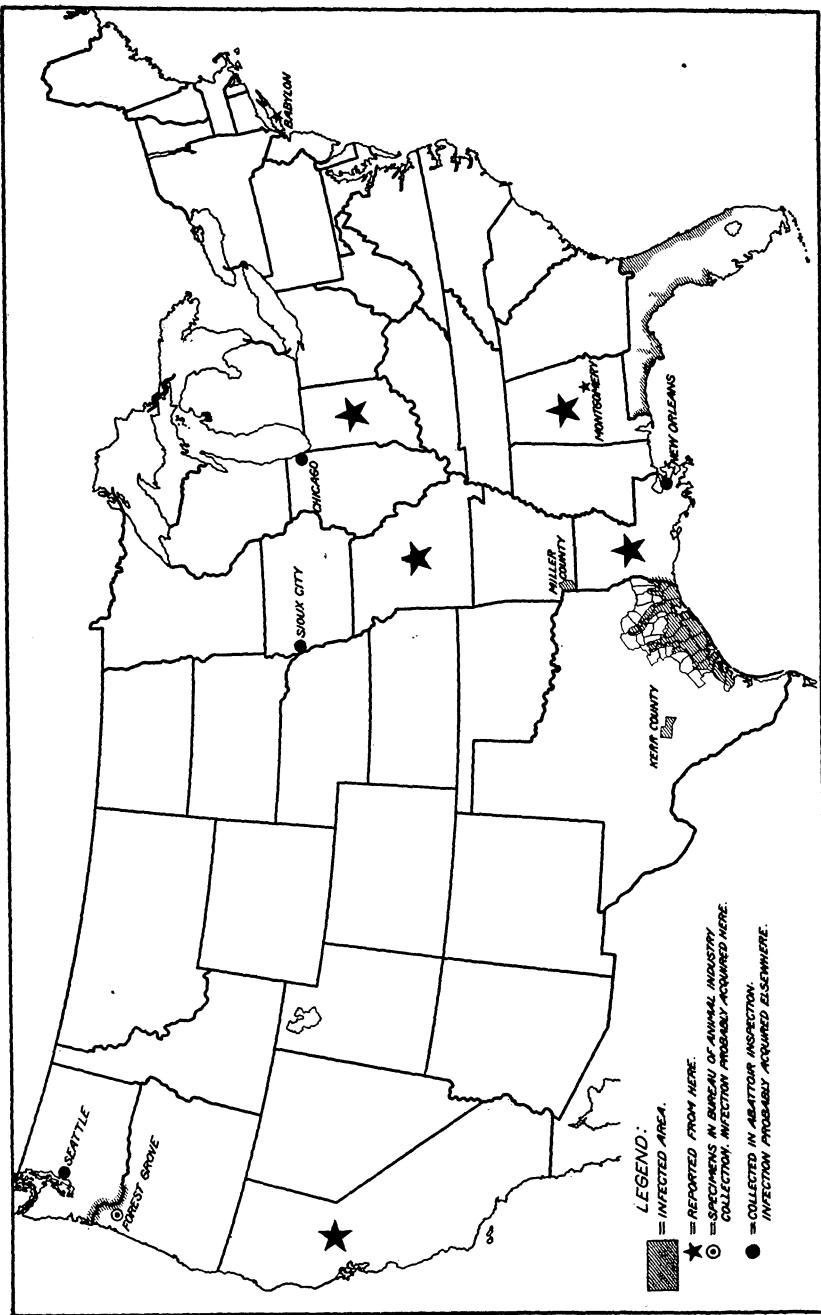 SEATTLE
FOREST GROVE
SIOUX CITY
CHICAGO
BABYLON
MILLER
COUNTY
MONTGOMERY
NEW ORLEANS
KERR COUNTY
LEGEND:
= INFECTED AREA.
= REPORTED FROM HERE.
= SPECIMENS IN BUREAU OF ANIMAL INDUSTRY
COLLECTION. INFECTION PROBABLY ACQUIRED HERE.
= COLLECTED IN ABATTOIR INSPECTION.
INFECTION PROBABLY ACQUIRED ELSEWHERE.